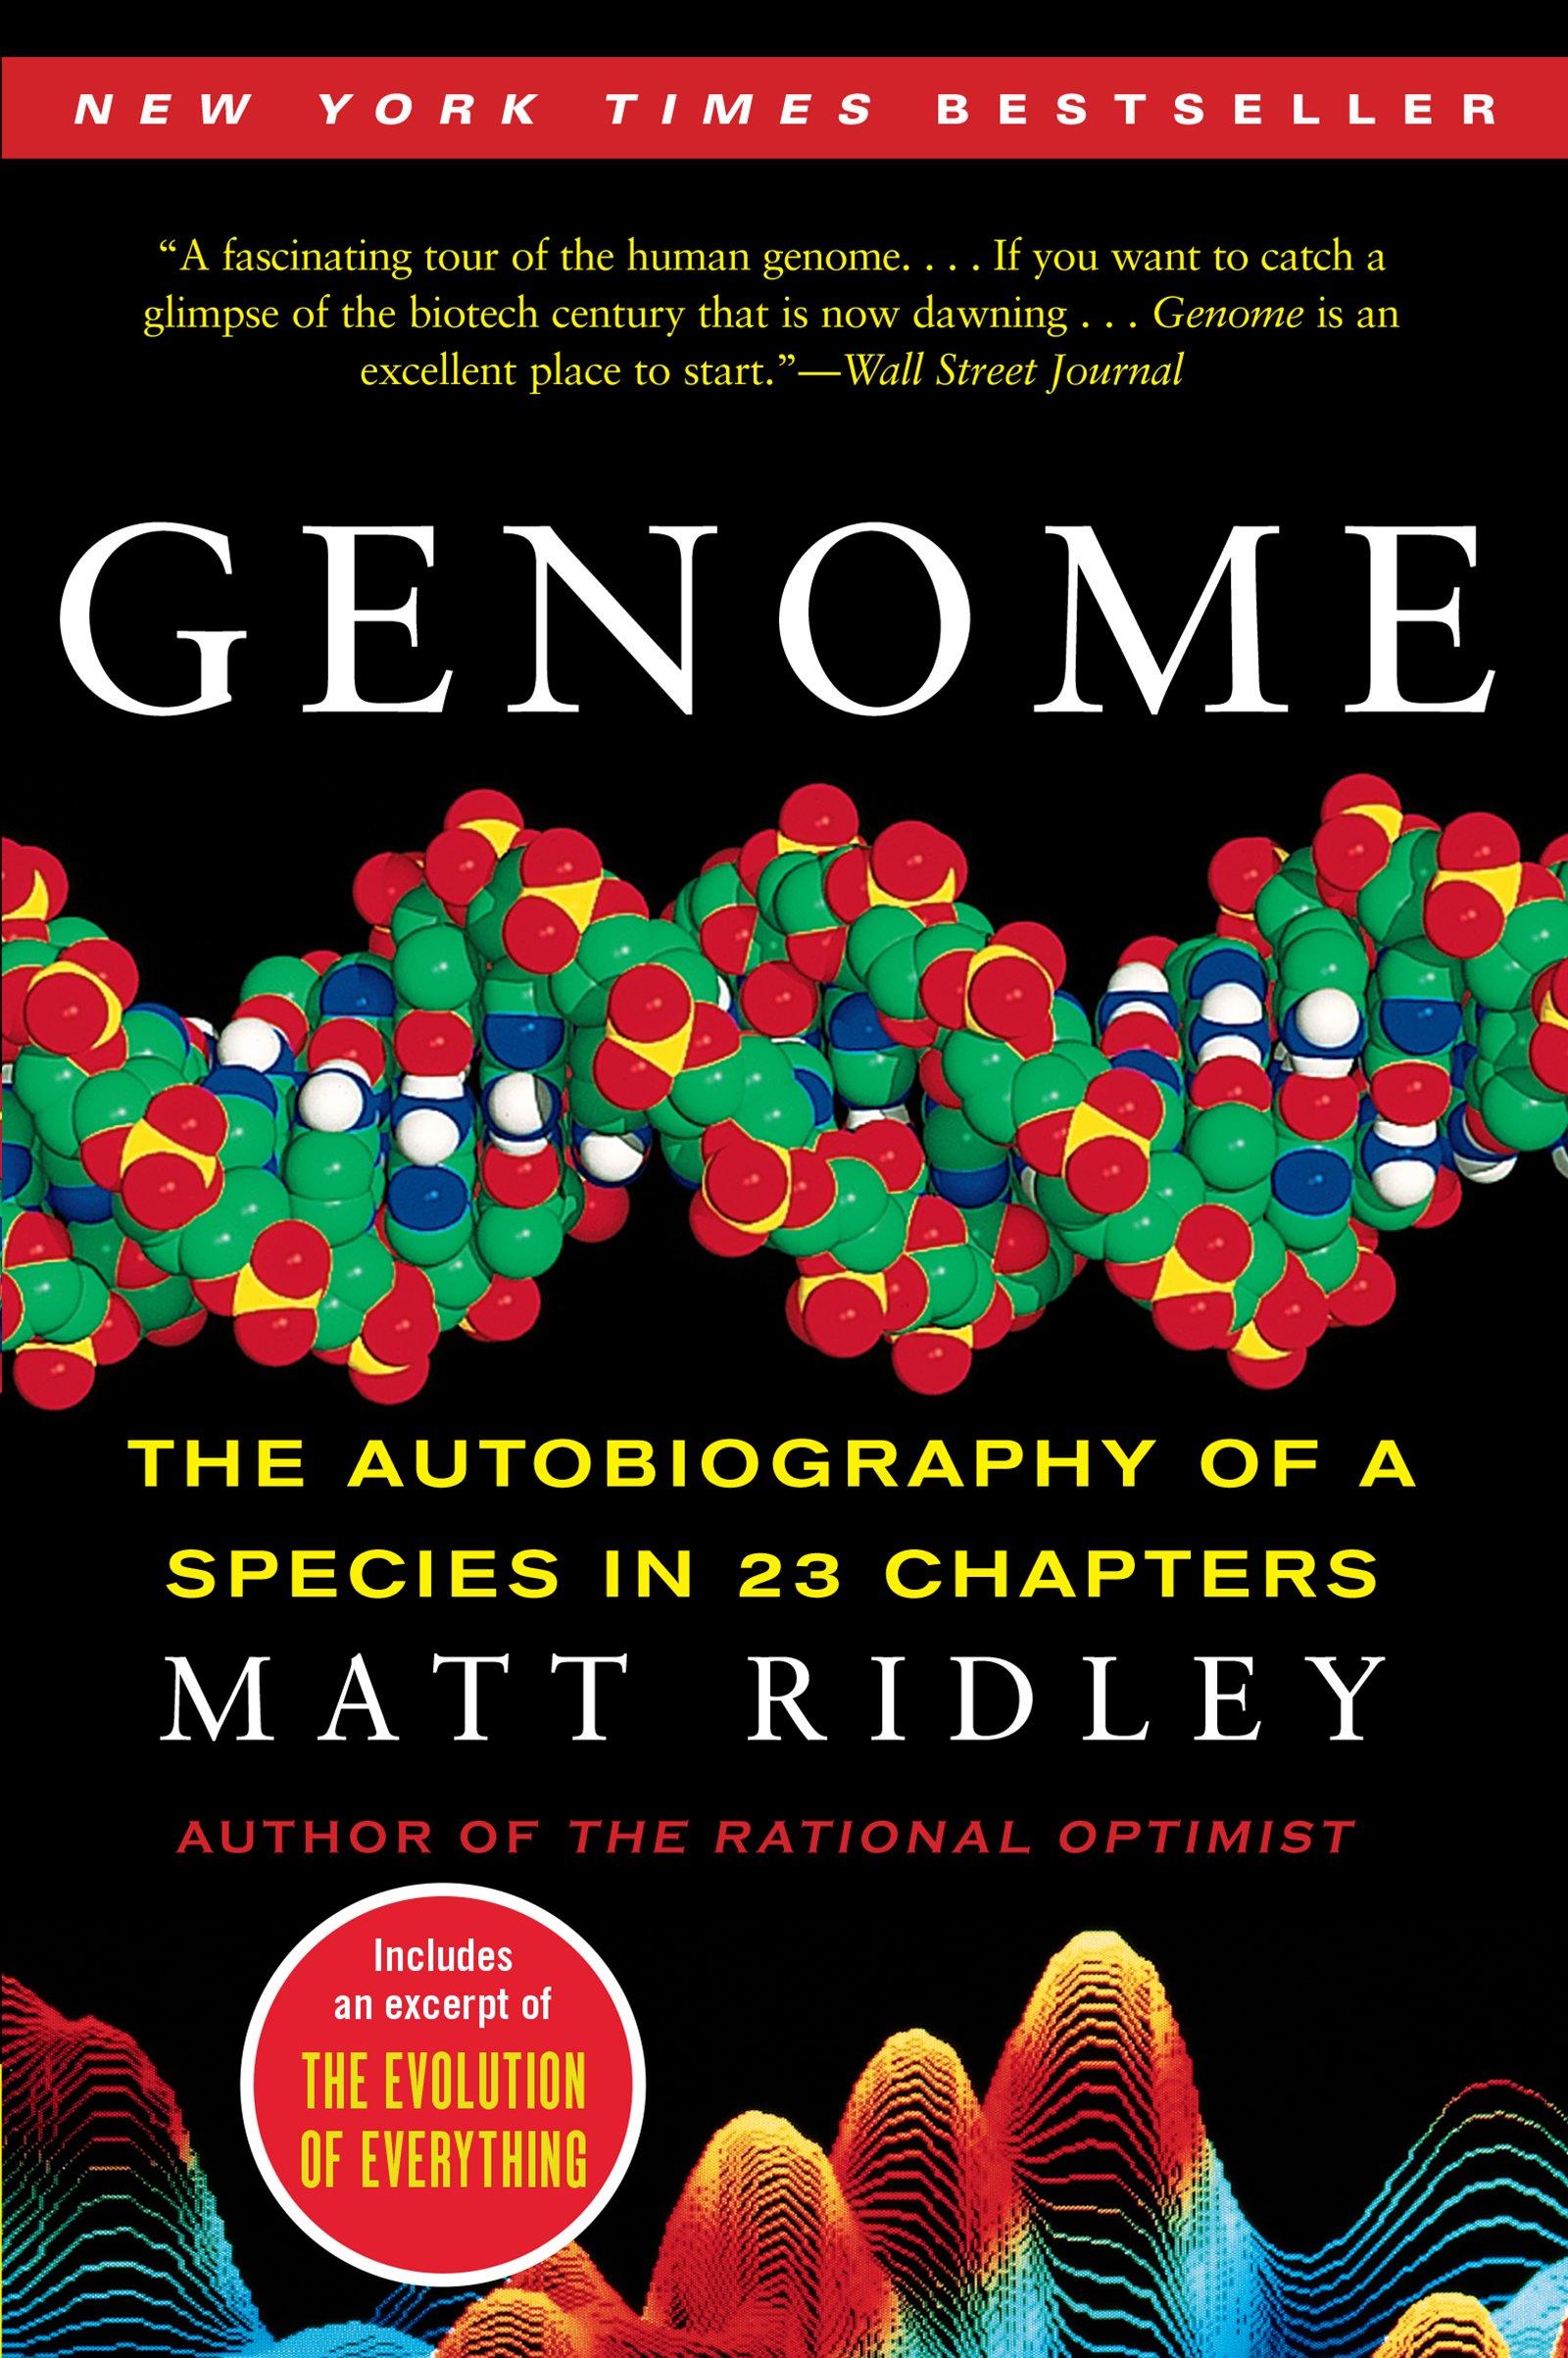 NEW YORK TIMES BESTSELLER
“A fascinating tour of the human genome. . . . If you want to catch a
glimpse of the biotech century that is now dawning . . . Genome is an
excellent place to start.”—Wall Street Journal
GENOME
THE AUTOBIOGRAPHY OF A
SPECIES IN 23 CHAPTERS
MATT RIDLEY
AUTHOR OF THE RATIONAL OPTIMIST
Includes
an excerpt of
THE EVOLUTION
OF EVERYTHING